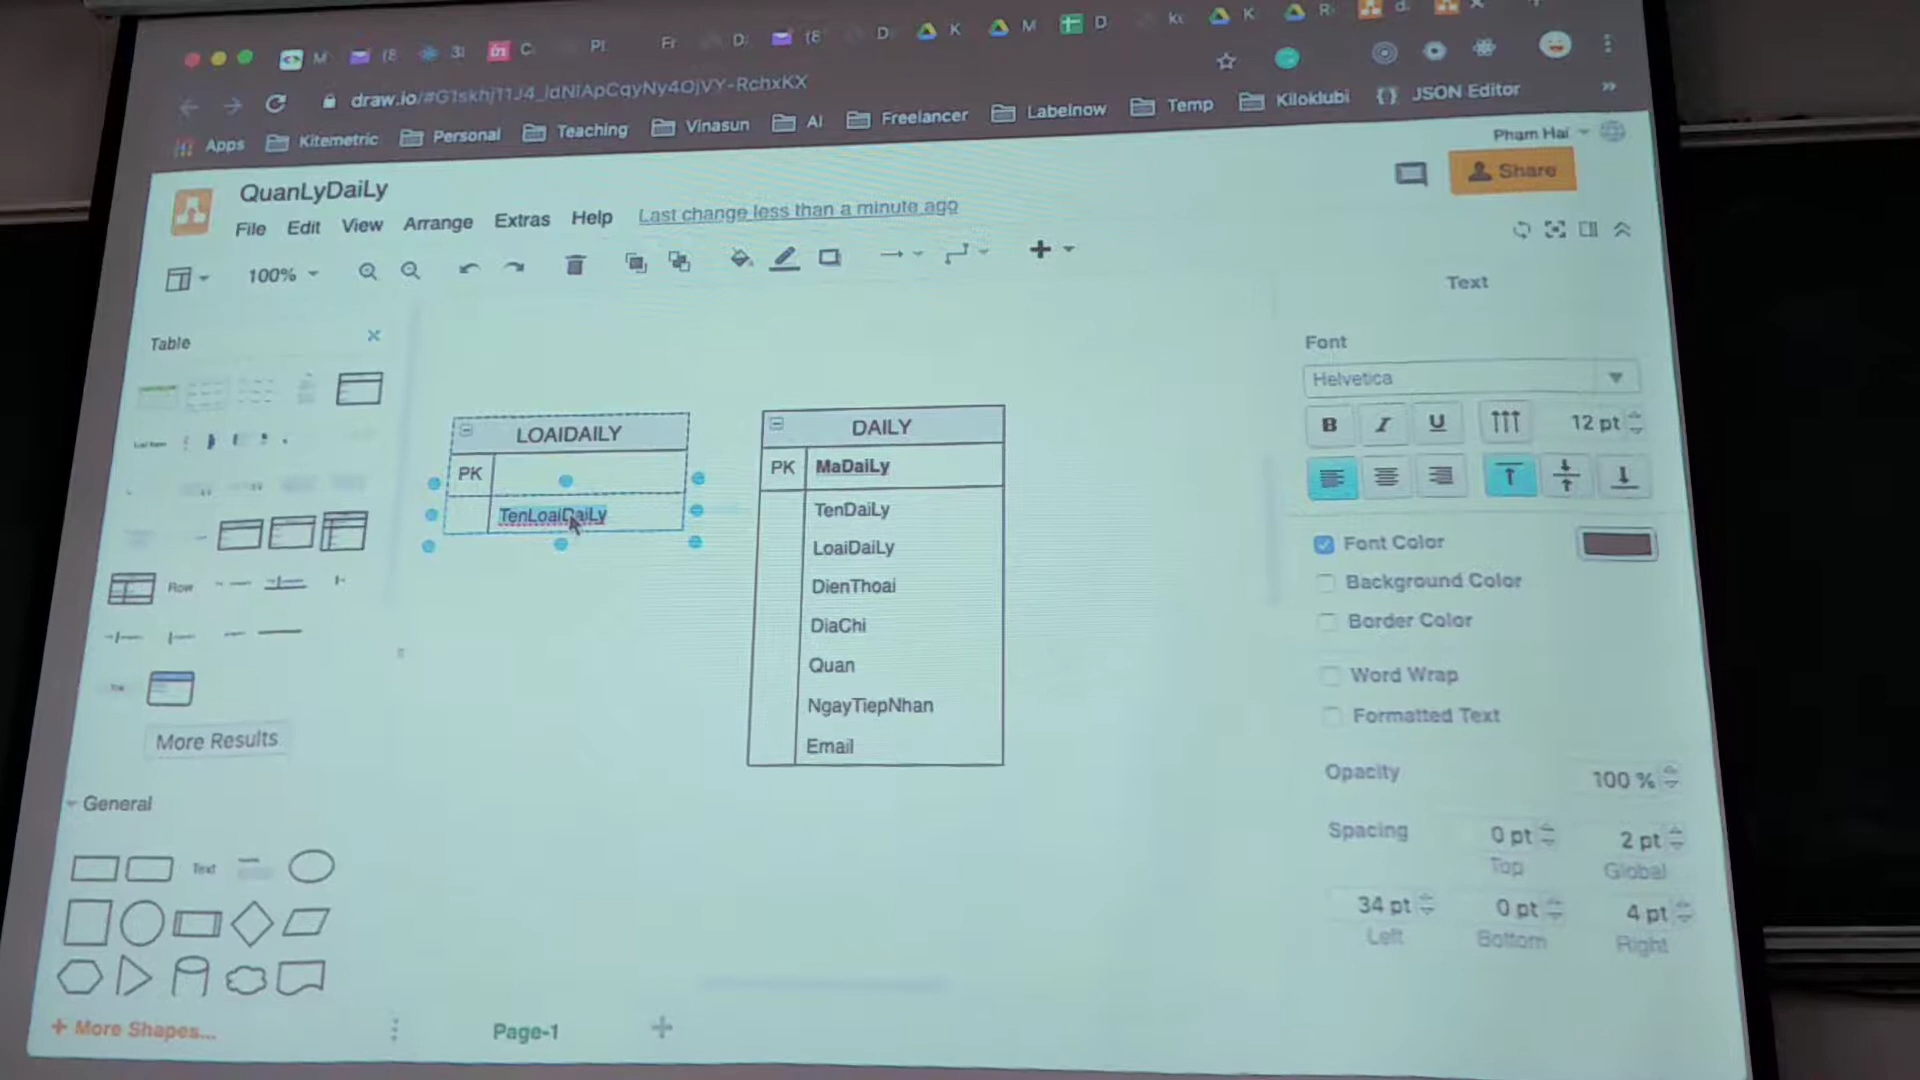 draw.io/#G1skhj11J4_IdNIApCqyNy4OjVY-RchxKX
Apps Kitemetric Personal Teaching Vinasun AI Freelancer Labelnow Temp Kiloklubi JSON Editor
Pham Hai
QuanLyDaiLy
Share
File Edit View Arrange Extras Help Last change less than a minute ago
100%
Text
Table
Font
Helvetica
B I U 12 pt
LOAIDAILY
PK
TenLoaiDaiLy
DAILY
PK MaDaiLy
TenDaiLy
LoaiDaiLy
DienThoai
DiaChi
Quan
NgayTiepNhan
Email
Font Color
Background Color
Border Color
Word Wrap
Formatted Text
Opacity 100 %
Spacing 0 pt 2 pt
Top Global
34 pt 0 pt 4 pt
Left Bottom Right
List Item
Row
More Results
General
Text
+ More Shapes...
Page-1